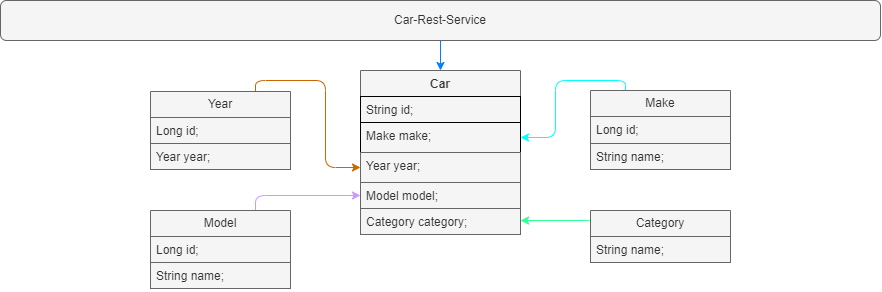 Car-Rest-Service
Car
String id;
Make make;
Year year;
Model model;
Category category;
Year
Long id;
Year year;
Make
Long id;
String name;
Model
Long id;
String name;
Category
String name;